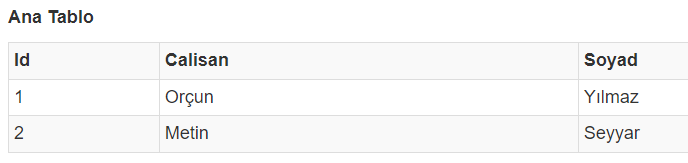 Ana Tablo
Id Calisan Soyad
1 Orçun Yılmaz
2 Metin Seyyar